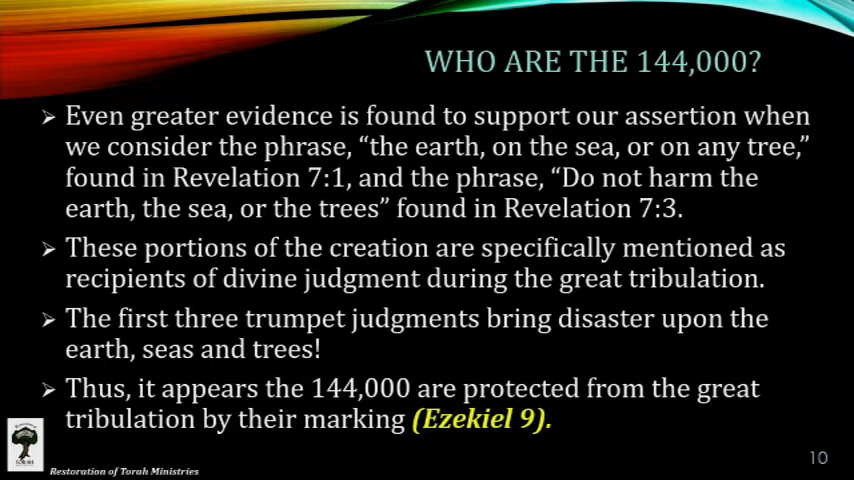 WHO ARE THE 144,000?
➢ Even greater evidence is found to support our assertion when
we consider the phrase, “the earth, on the sea, or on any tree,”
found in Revelation 7:1, and the phrase, “Do not harm the
earth, the sea, or the trees” found in Revelation 7:3.
➢ These portions of the creation are specifically mentioned as
recipients of divine judgment during the great tribulation.
➢ The first three trumpet judgments bring disaster upon the
earth, seas and trees!
➢ Thus, it appears the 144,000 are protected from the great
tribulation by their marking (Ezekiel 9).
TORAH
Restoration of Torah Ministries
10